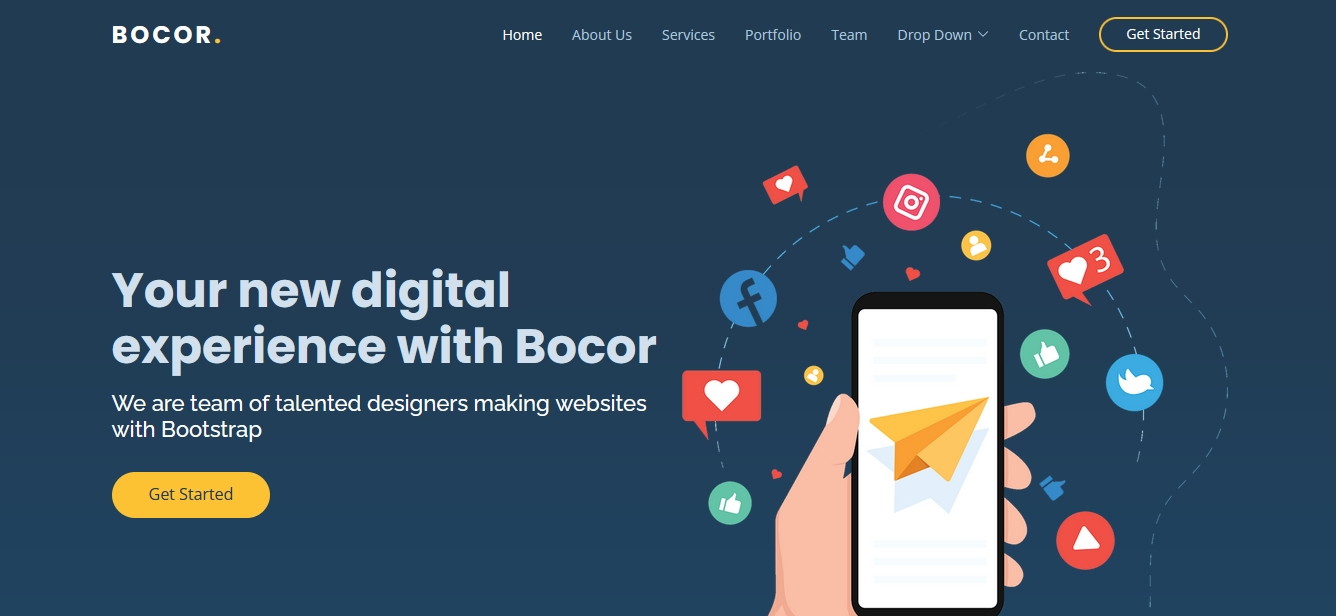 BOCOR.
Home About Us Services Portfolio Team Drop Down Contact Get Started
3
Your new digital
experience with Bocor
We are team of talented designers making websites
with Bootstrap
Get Started